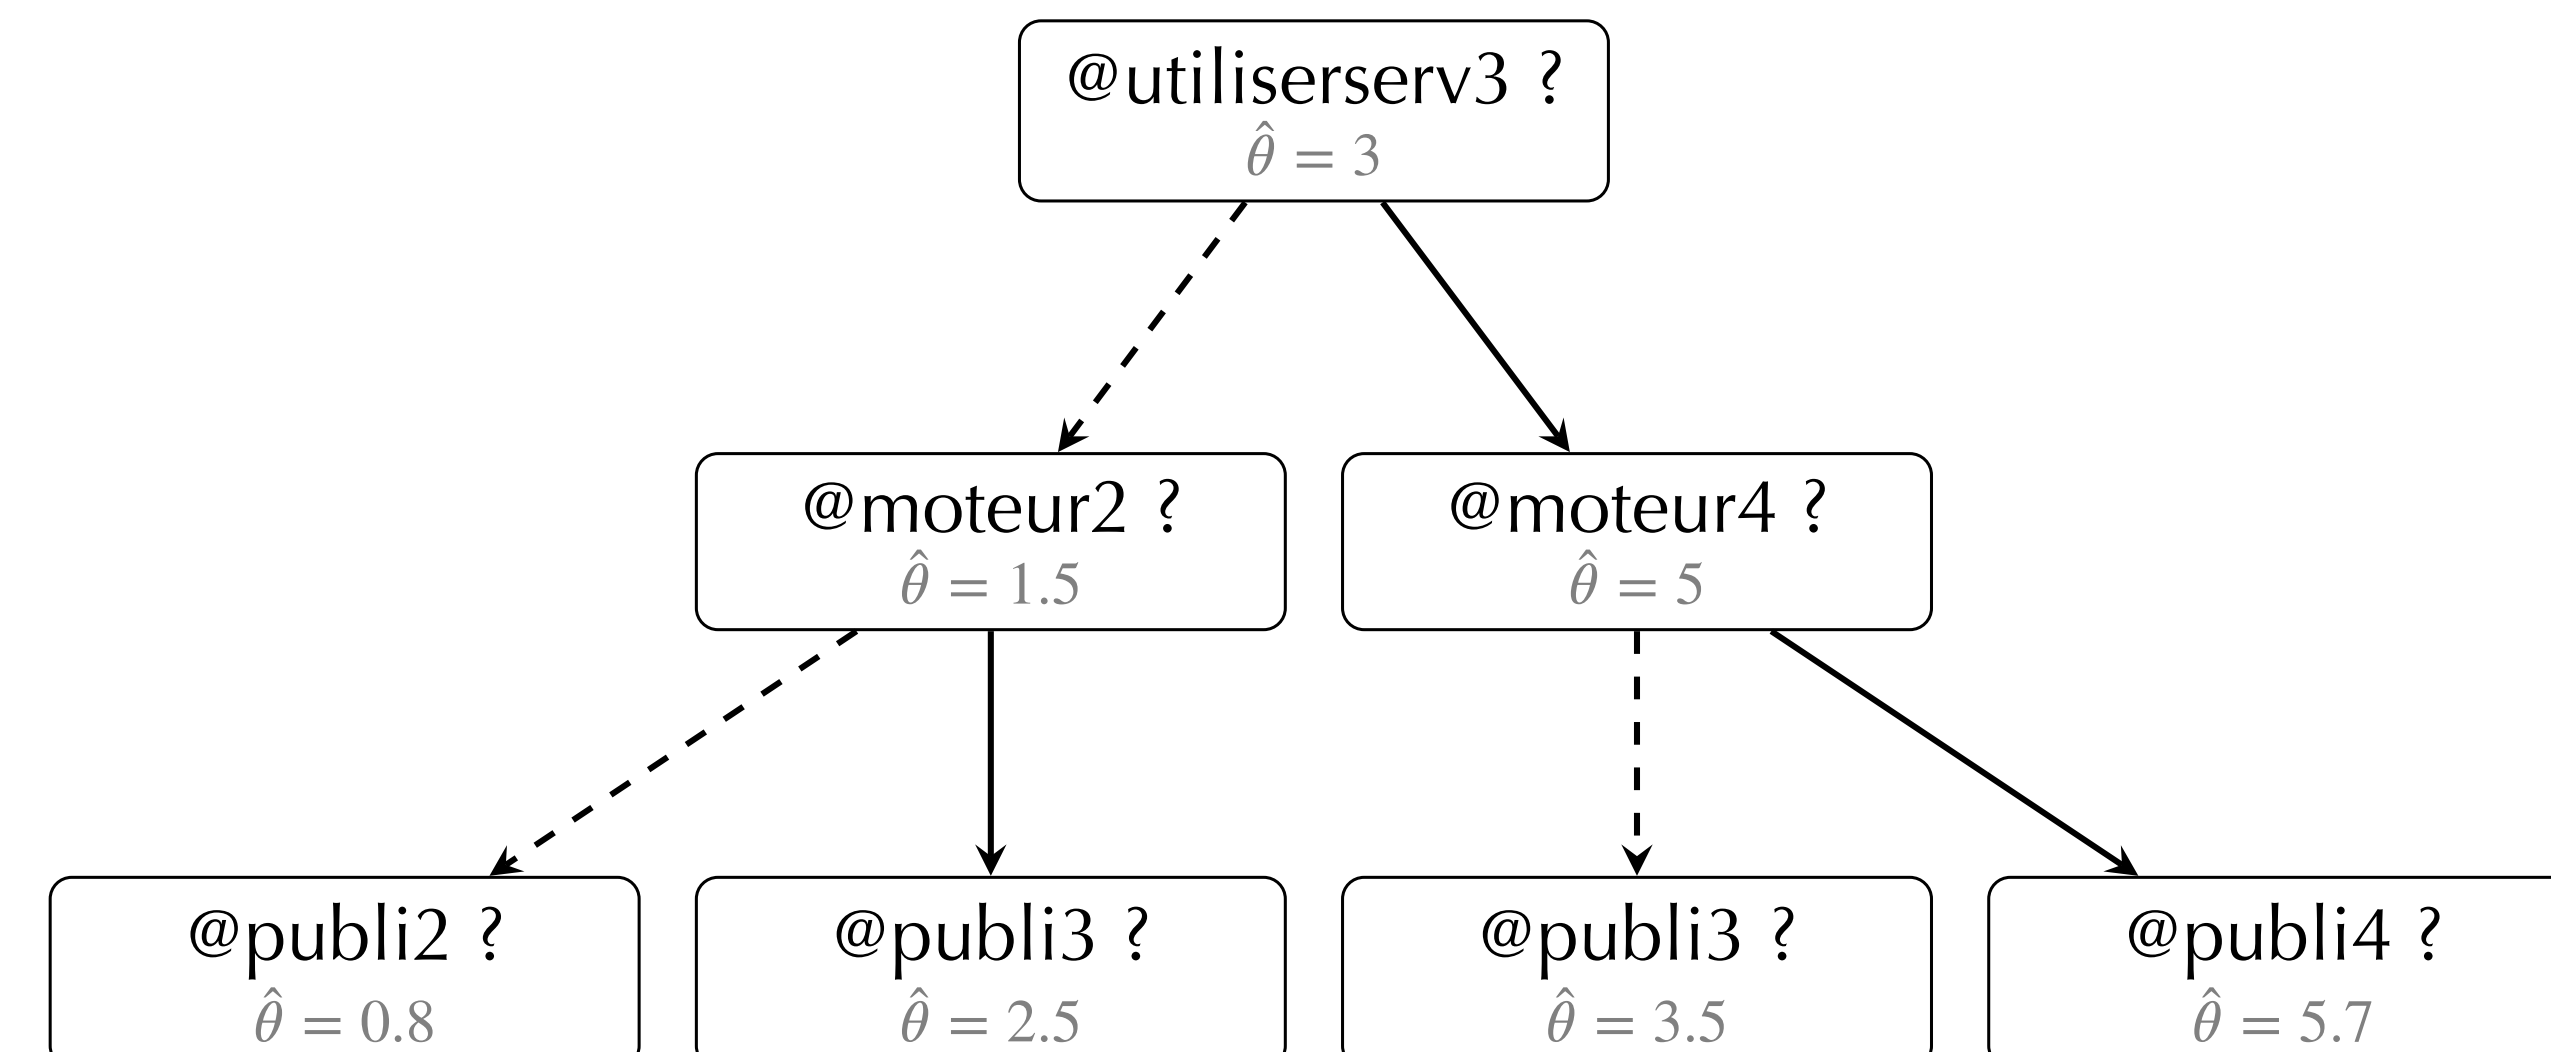 @utiliserserv3 ?
θ̂ = 3
@moteur2 ?
θ̂ = 1.5
@moteur4 ?
θ̂ = 5
@publi2 ?
θ̂ = 0.8
@publi3 ?
θ̂ = 2.5
@publi3 ?
θ̂ = 3.5
@publi4 ?
θ̂ = 5.7